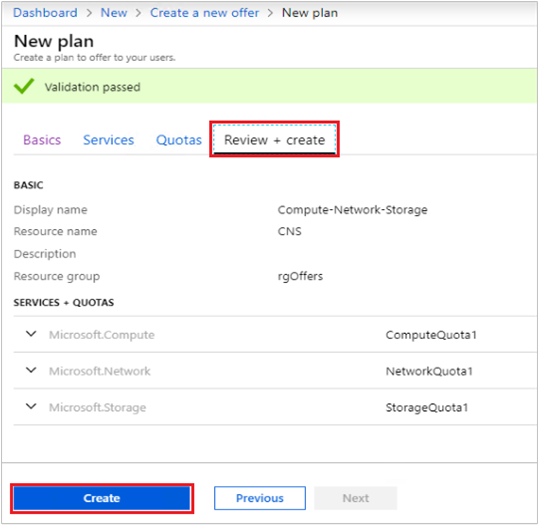 Dashboard > New > Create a new offer > New plan
New plan
Create a plan to offer to your users.
Validation passed
Basics Services Quotas Review + create
BASIC
Display name Compute-Network-Storage
Resource name CNS
Description
Resource group rgOffers
SERVICES + QUOTAS
Microsoft.Compute ComputeQuota1
Microsoft.Network NetworkQuota1
Microsoft.Storage StorageQuota1
Create Previous Next